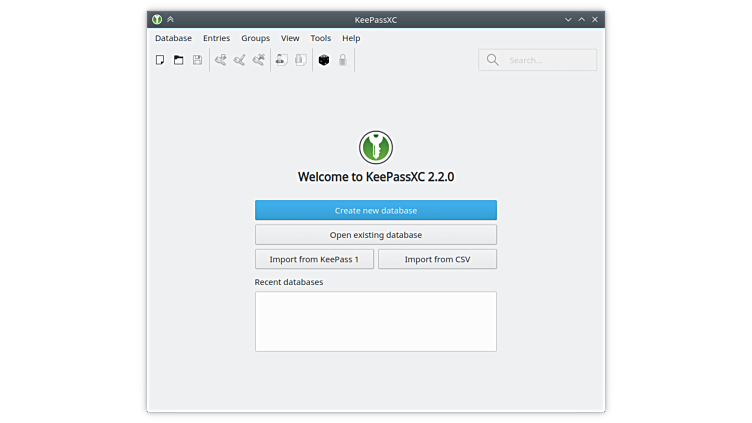 KeePassXC
Database Entries Groups View Tools Help
Search...
Welcome to KeePassXC 2.2.0
Create new database
Open existing database
Import from KeePass 1 Import from CSV
Recent databases